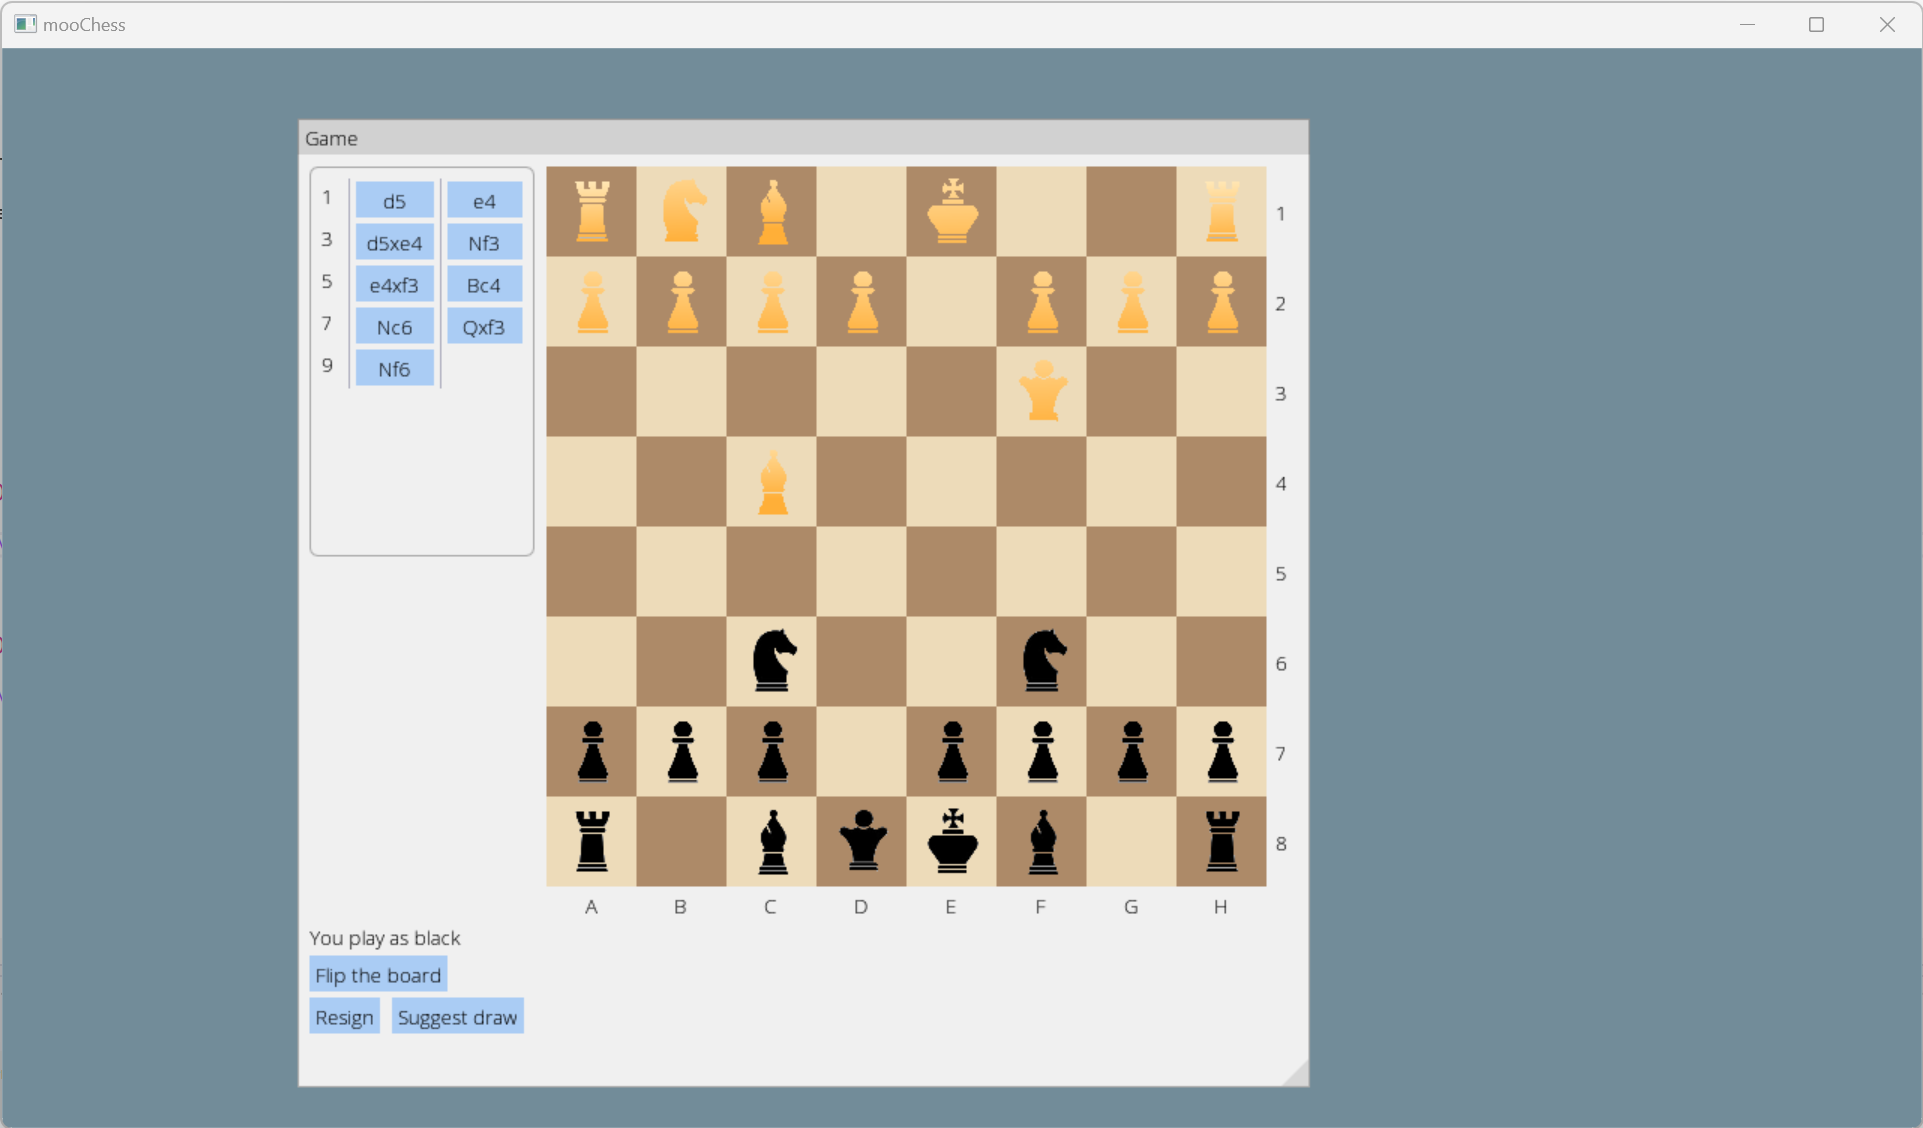 mooChess
Game
1 d5 e4
3 d5xe4 Nf3
5 e4xf3 Bc4
7 Nc6 Qxf3
9 Nf6
1
2
3
4
5
6
7
8
A B C D E F G H
You play as black
Flip the board
Resign Suggest draw